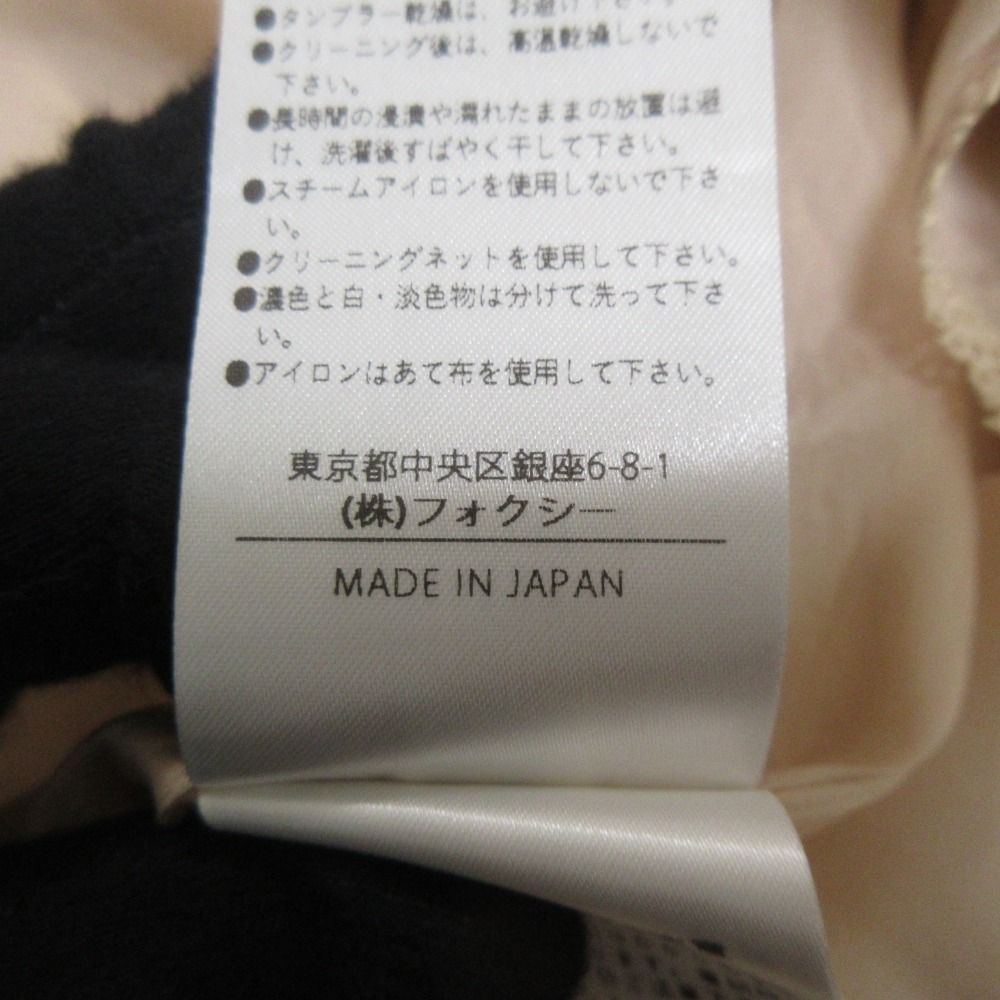 ●タンブラー乾燥は、お避け下さい。
●クリーニング後は、高温乾燥しないで
下さい。
●長時間の浸漬や濡れたままの放置は避
け、洗濯後すばやく干して下さい。
●スチームアイロンを使用しないで下さ
い。
●クリーニングネットを使用して下さい。
●濃色と白・淡色物は分けて洗って下さ
い。
●アイロンはあて布を使用して下さい。
東京都中央区銀座6-8-1
(株)フォクシー
MADE IN JAPAN